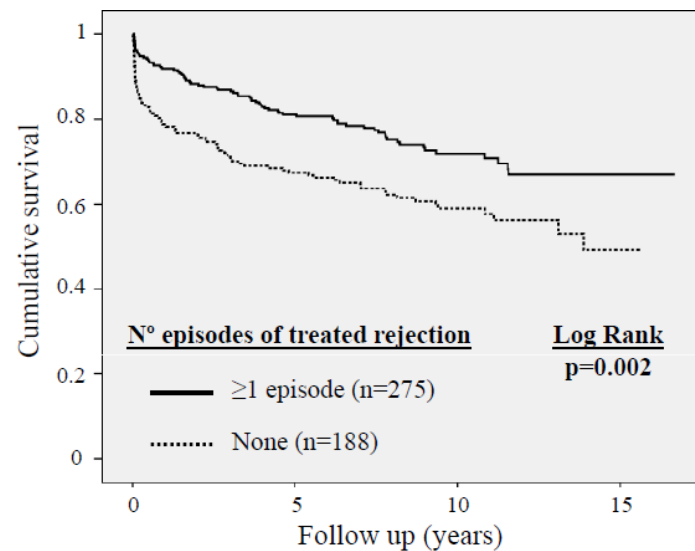 1
0.8
0.6
0.4
0.2
0
Cumulative survival
Nº episodes of treated rejection
Log Rank
p=0.002
≥1 episode (n=275)
None (n=188)
0 5 10 15
Follow up (years)